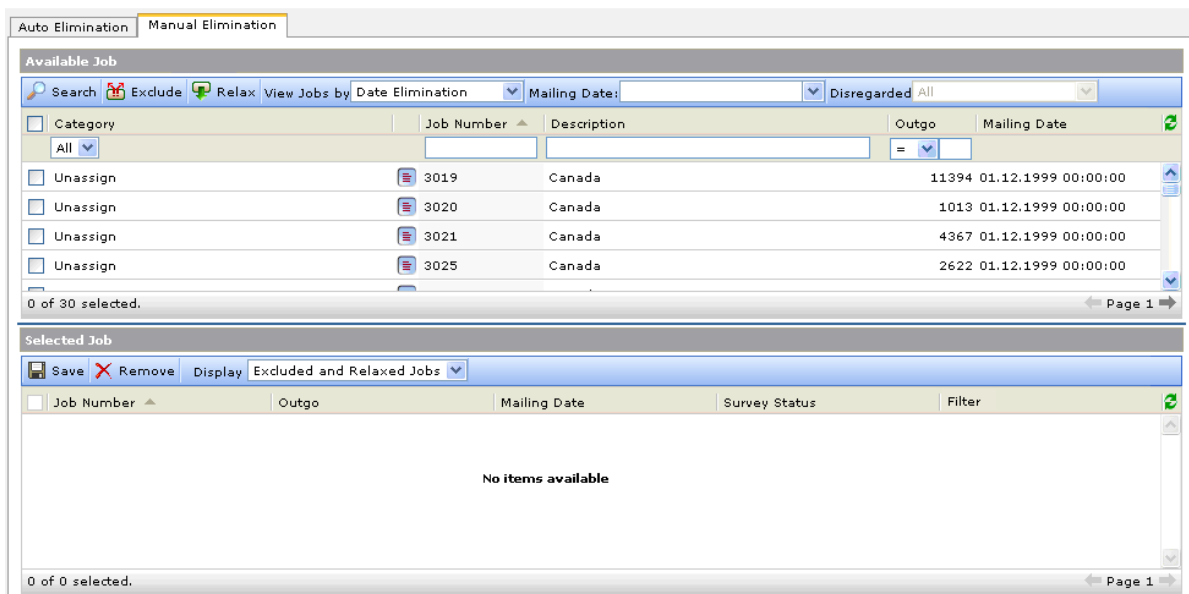 Auto Elimination Manual Elimination
Available Job
Search Exclude Relax View Jobs by Date Elimination Mailing Date: Disregarded All
Category Job Number Description Outgo Mailing Date
All =
Unassign 3019 Canada 11394 01.12.1999 00:00:00
Unassign 3020 Canada 1013 01.12.1999 00:00:00
Unassign 3021 Canada 4367 01.12.1999 00:00:00
Unassign 3025 Canada 2622 01.12.1999 00:00:00
0 of 30 selected. Page 1
Selected Job
Save Remove Display Excluded and Relaxed Jobs
Job Number Outgo Mailing Date Survey Status Filter
No items available
0 of 0 selected. Page 1